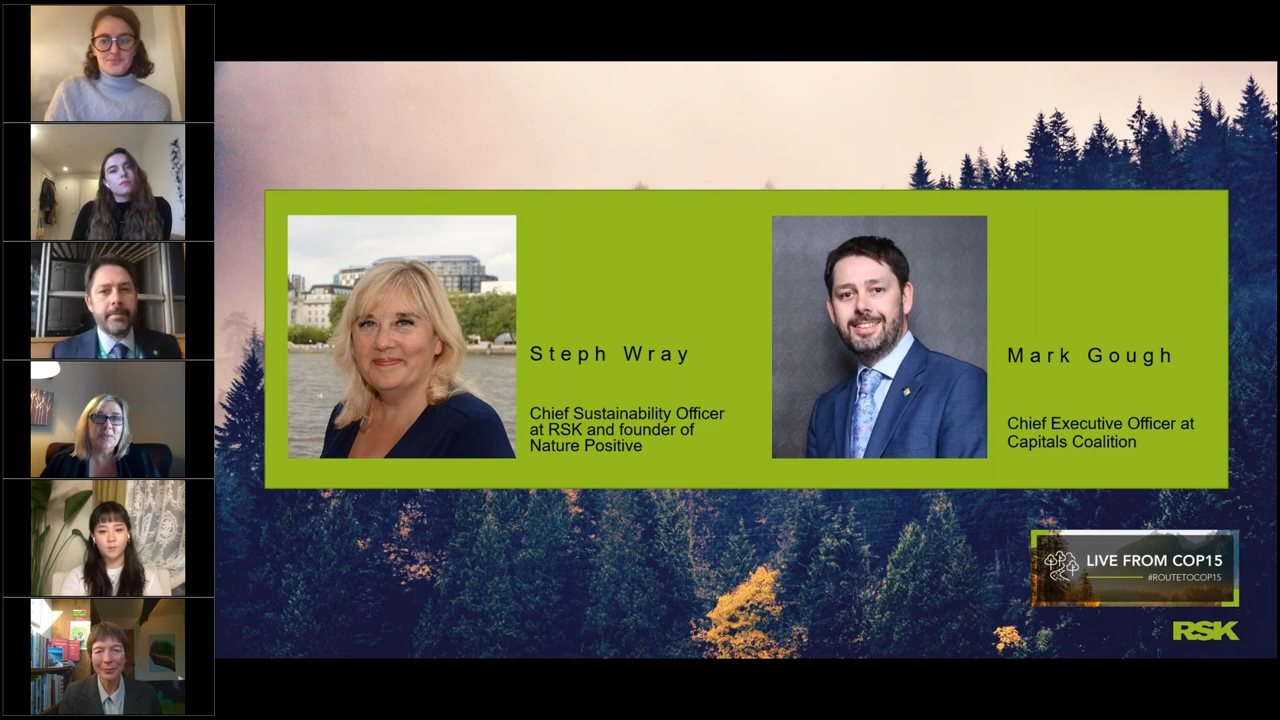 Steph Wray
Chief Sustainability Officer
at RSK and founder of
Nature Positive
Mark Gough
Chief Executive Officer at
Capitals Coalition
LIVE FROM COP15
#ROUTETOCOP15
RSK